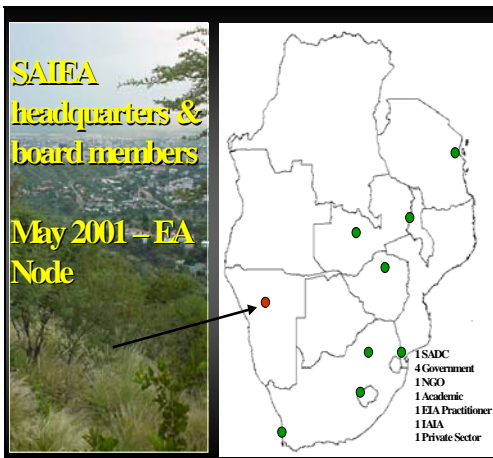 SAIEA
headquarters &
board members
May 2001 – EA
Node
1 SADC
4 Government
1 NGO
1 Academic
1 EIA Practitioner
1 IAIA
1 Private Sector